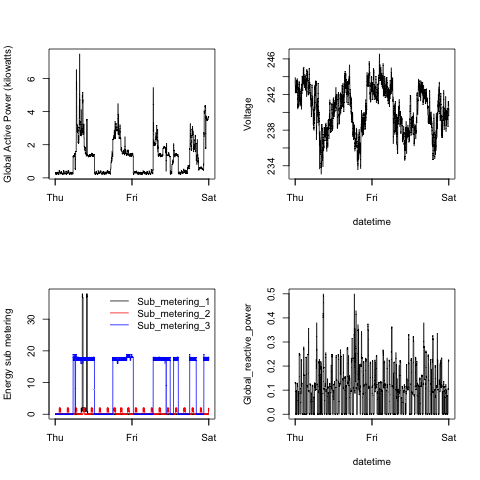 Global Active Power (kilowatts)
0 2 4 6
Thu Fri Sat
Voltage
234 238 242 246
Thu Fri Sat
datetime
Energy sub metering
0 10 20 30
Sub_metering_1
Sub_metering_2
Sub_metering_3
Thu Fri Sat
Global_reactive_power
0.0 0.1 0.2 0.3 0.4 0.5
Thu Fri Sat
datetime